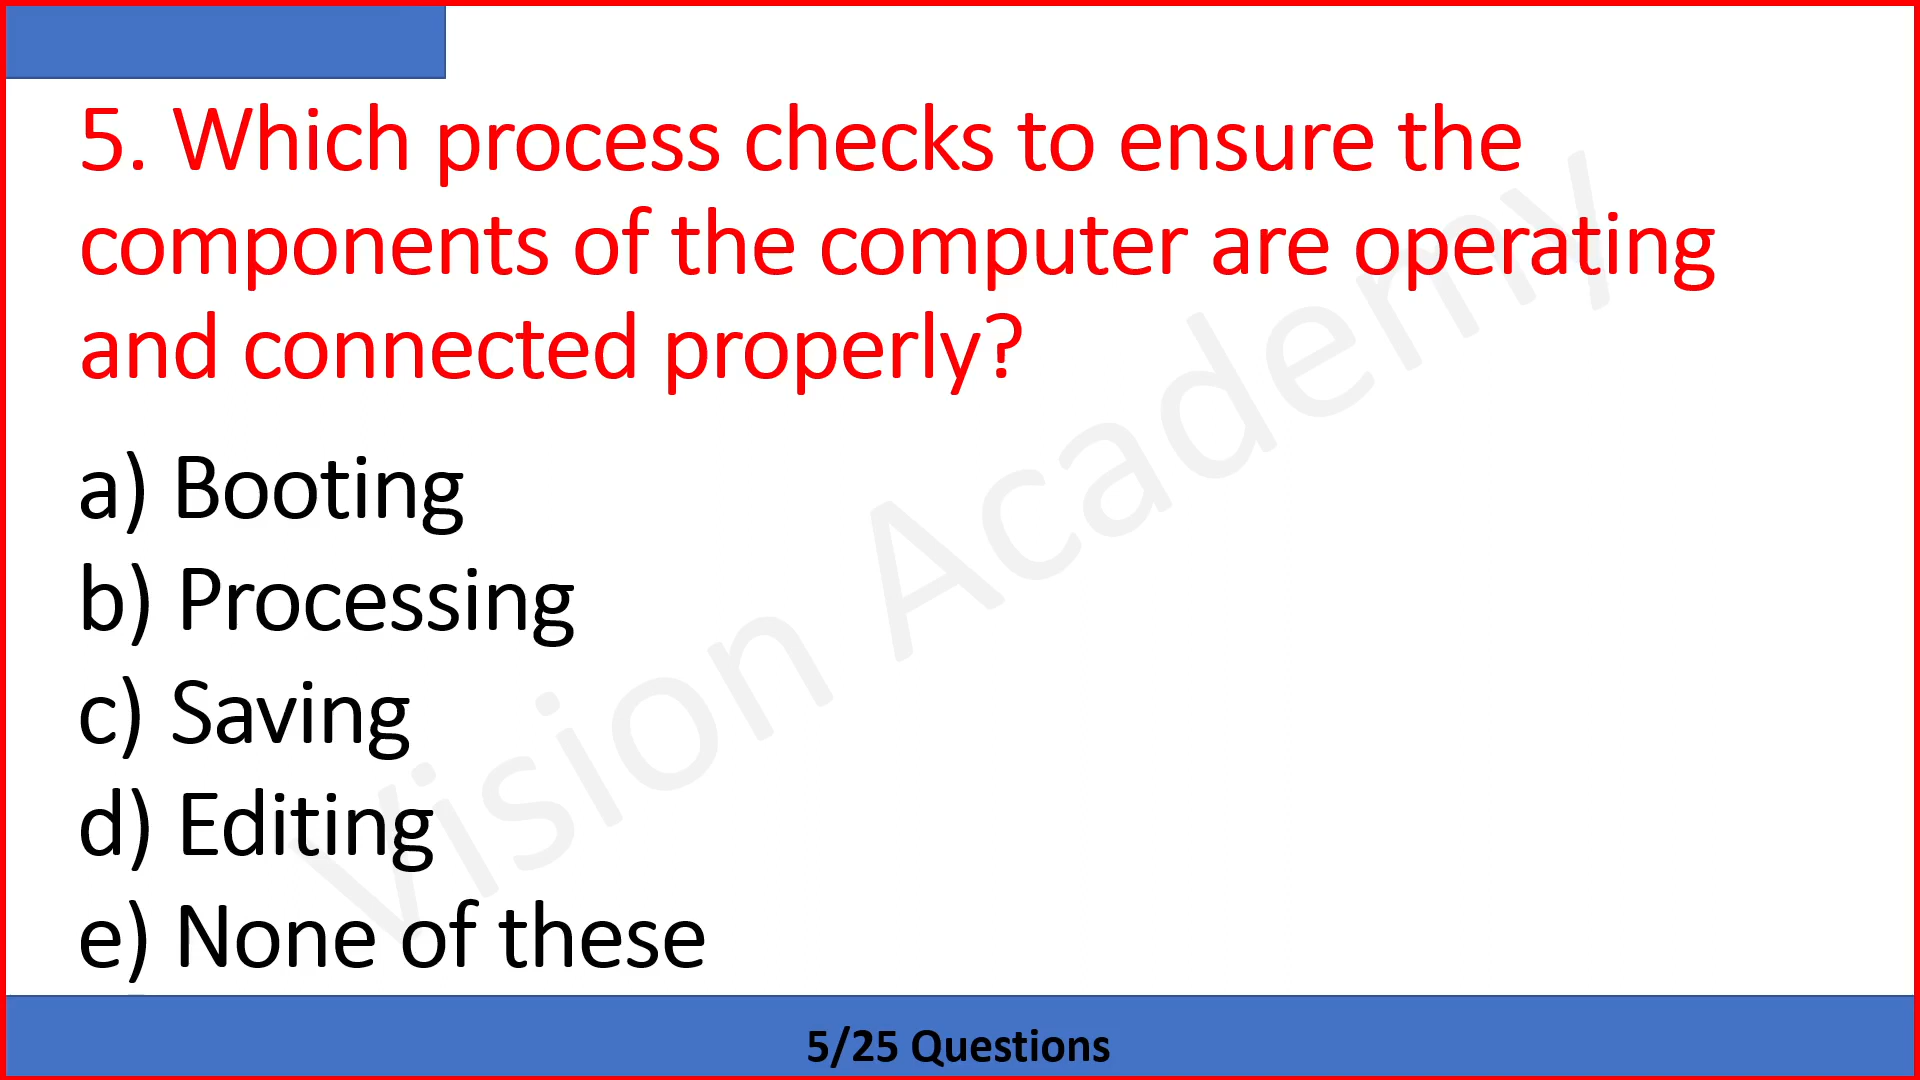 5. Which process checks to ensure the
components of the computer are operating
and connected properly?
a) Booting
b) Processing
c) Saving
d) Editing
e) None of these
Vision Academy
5/25 Questions